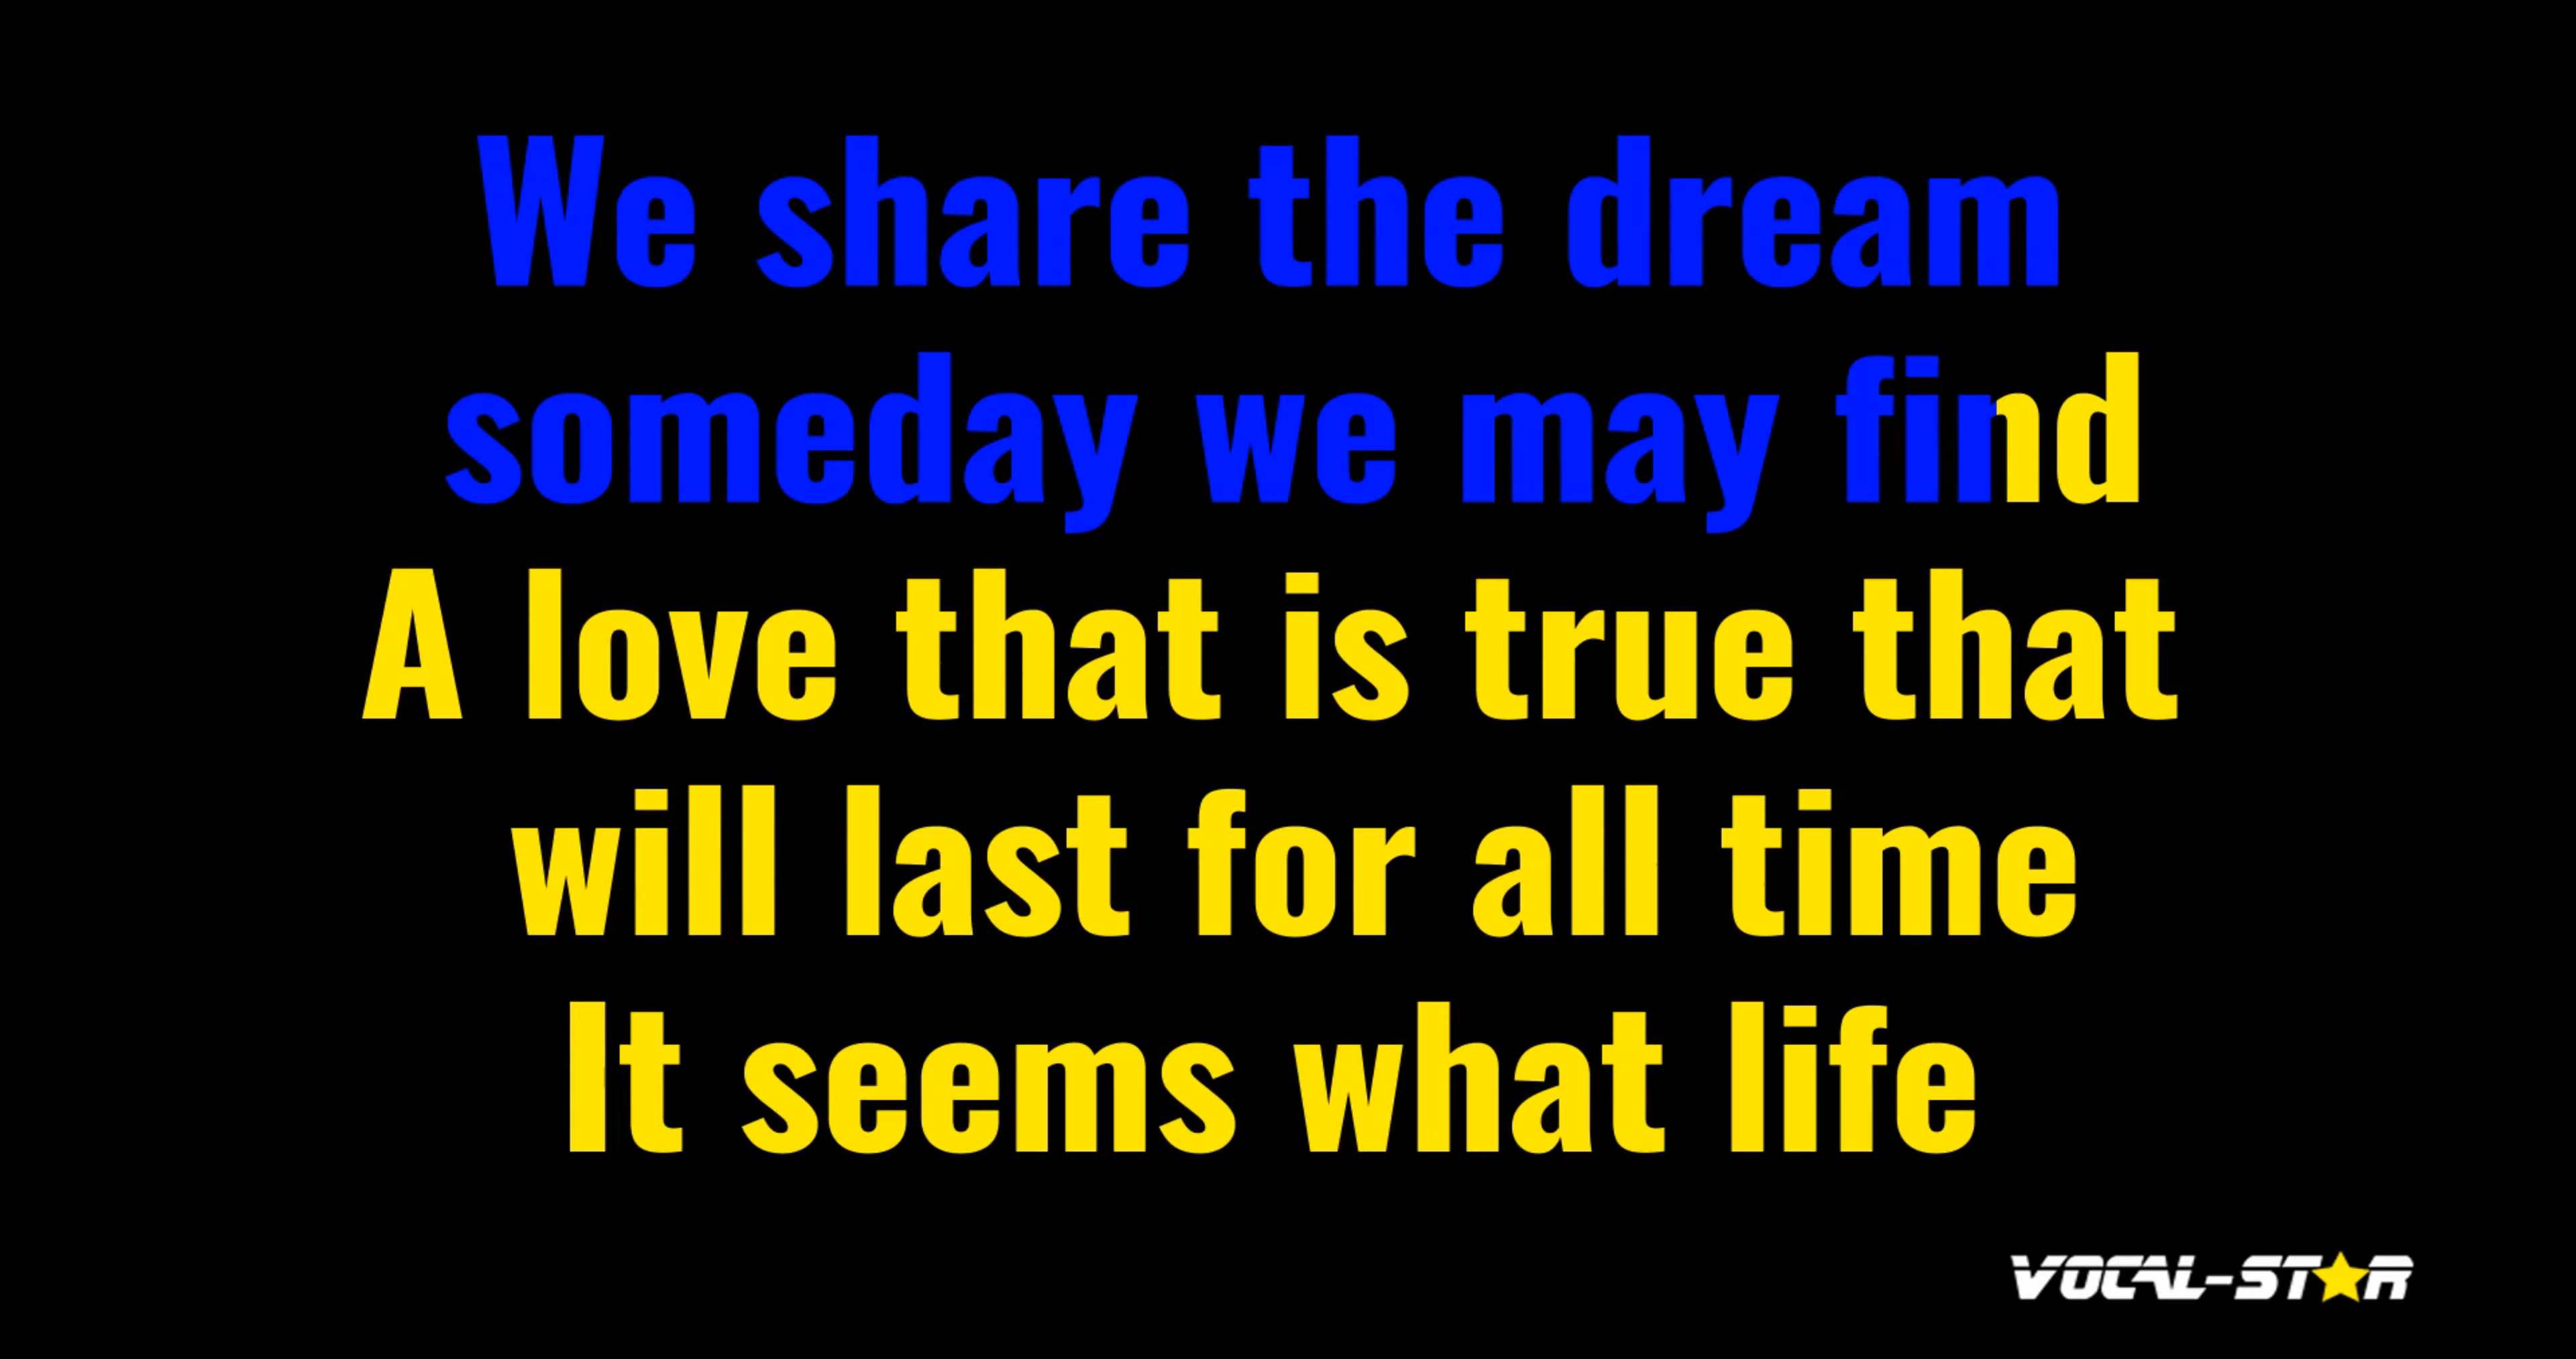 We share the dream
someday we may find
A love that is true that
will last for all time
It seems what life
VOCAL-STAR